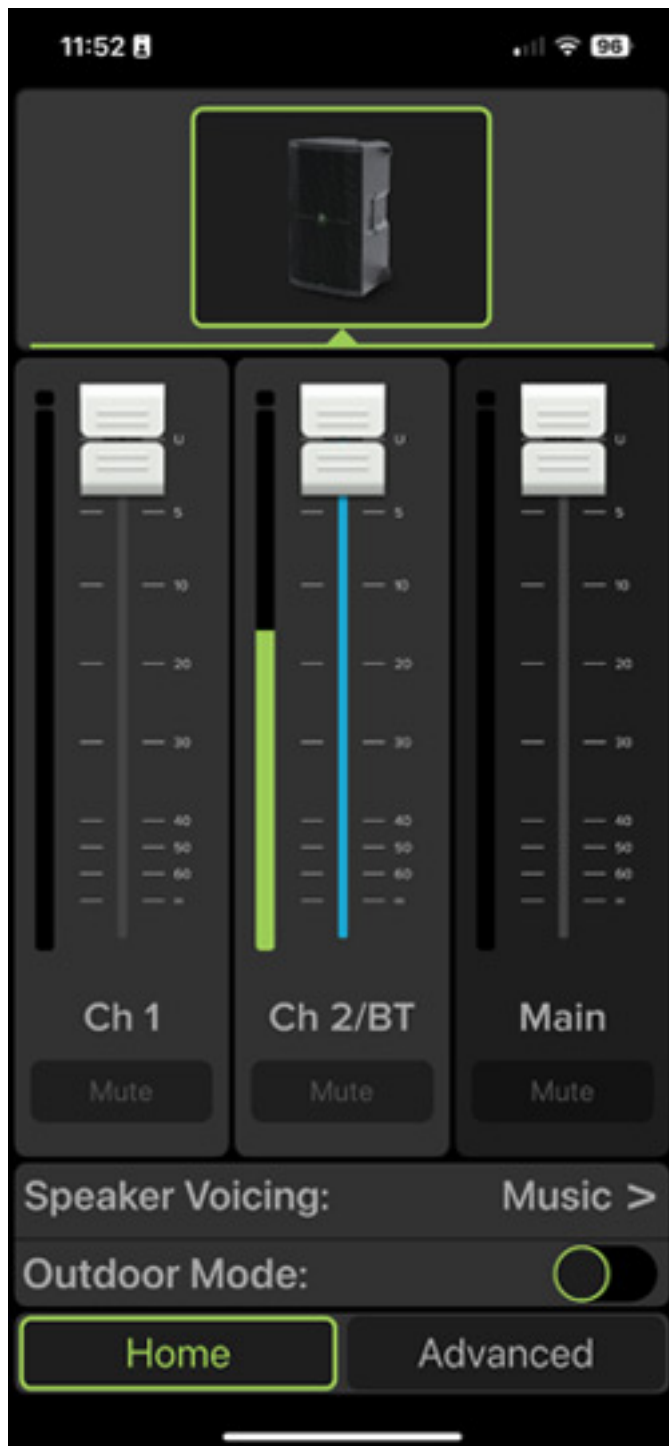 11:52 96
U U U
5 5 5
10 10 10
20 20 20
30 30 30
40 40 40
50 50 50
60 60 60
∞ ∞ ∞
Ch 1 Ch 2/BT Main
Mute Mute Mute
Speaker Voicing: Music >
Outdoor Mode:
Home Advanced